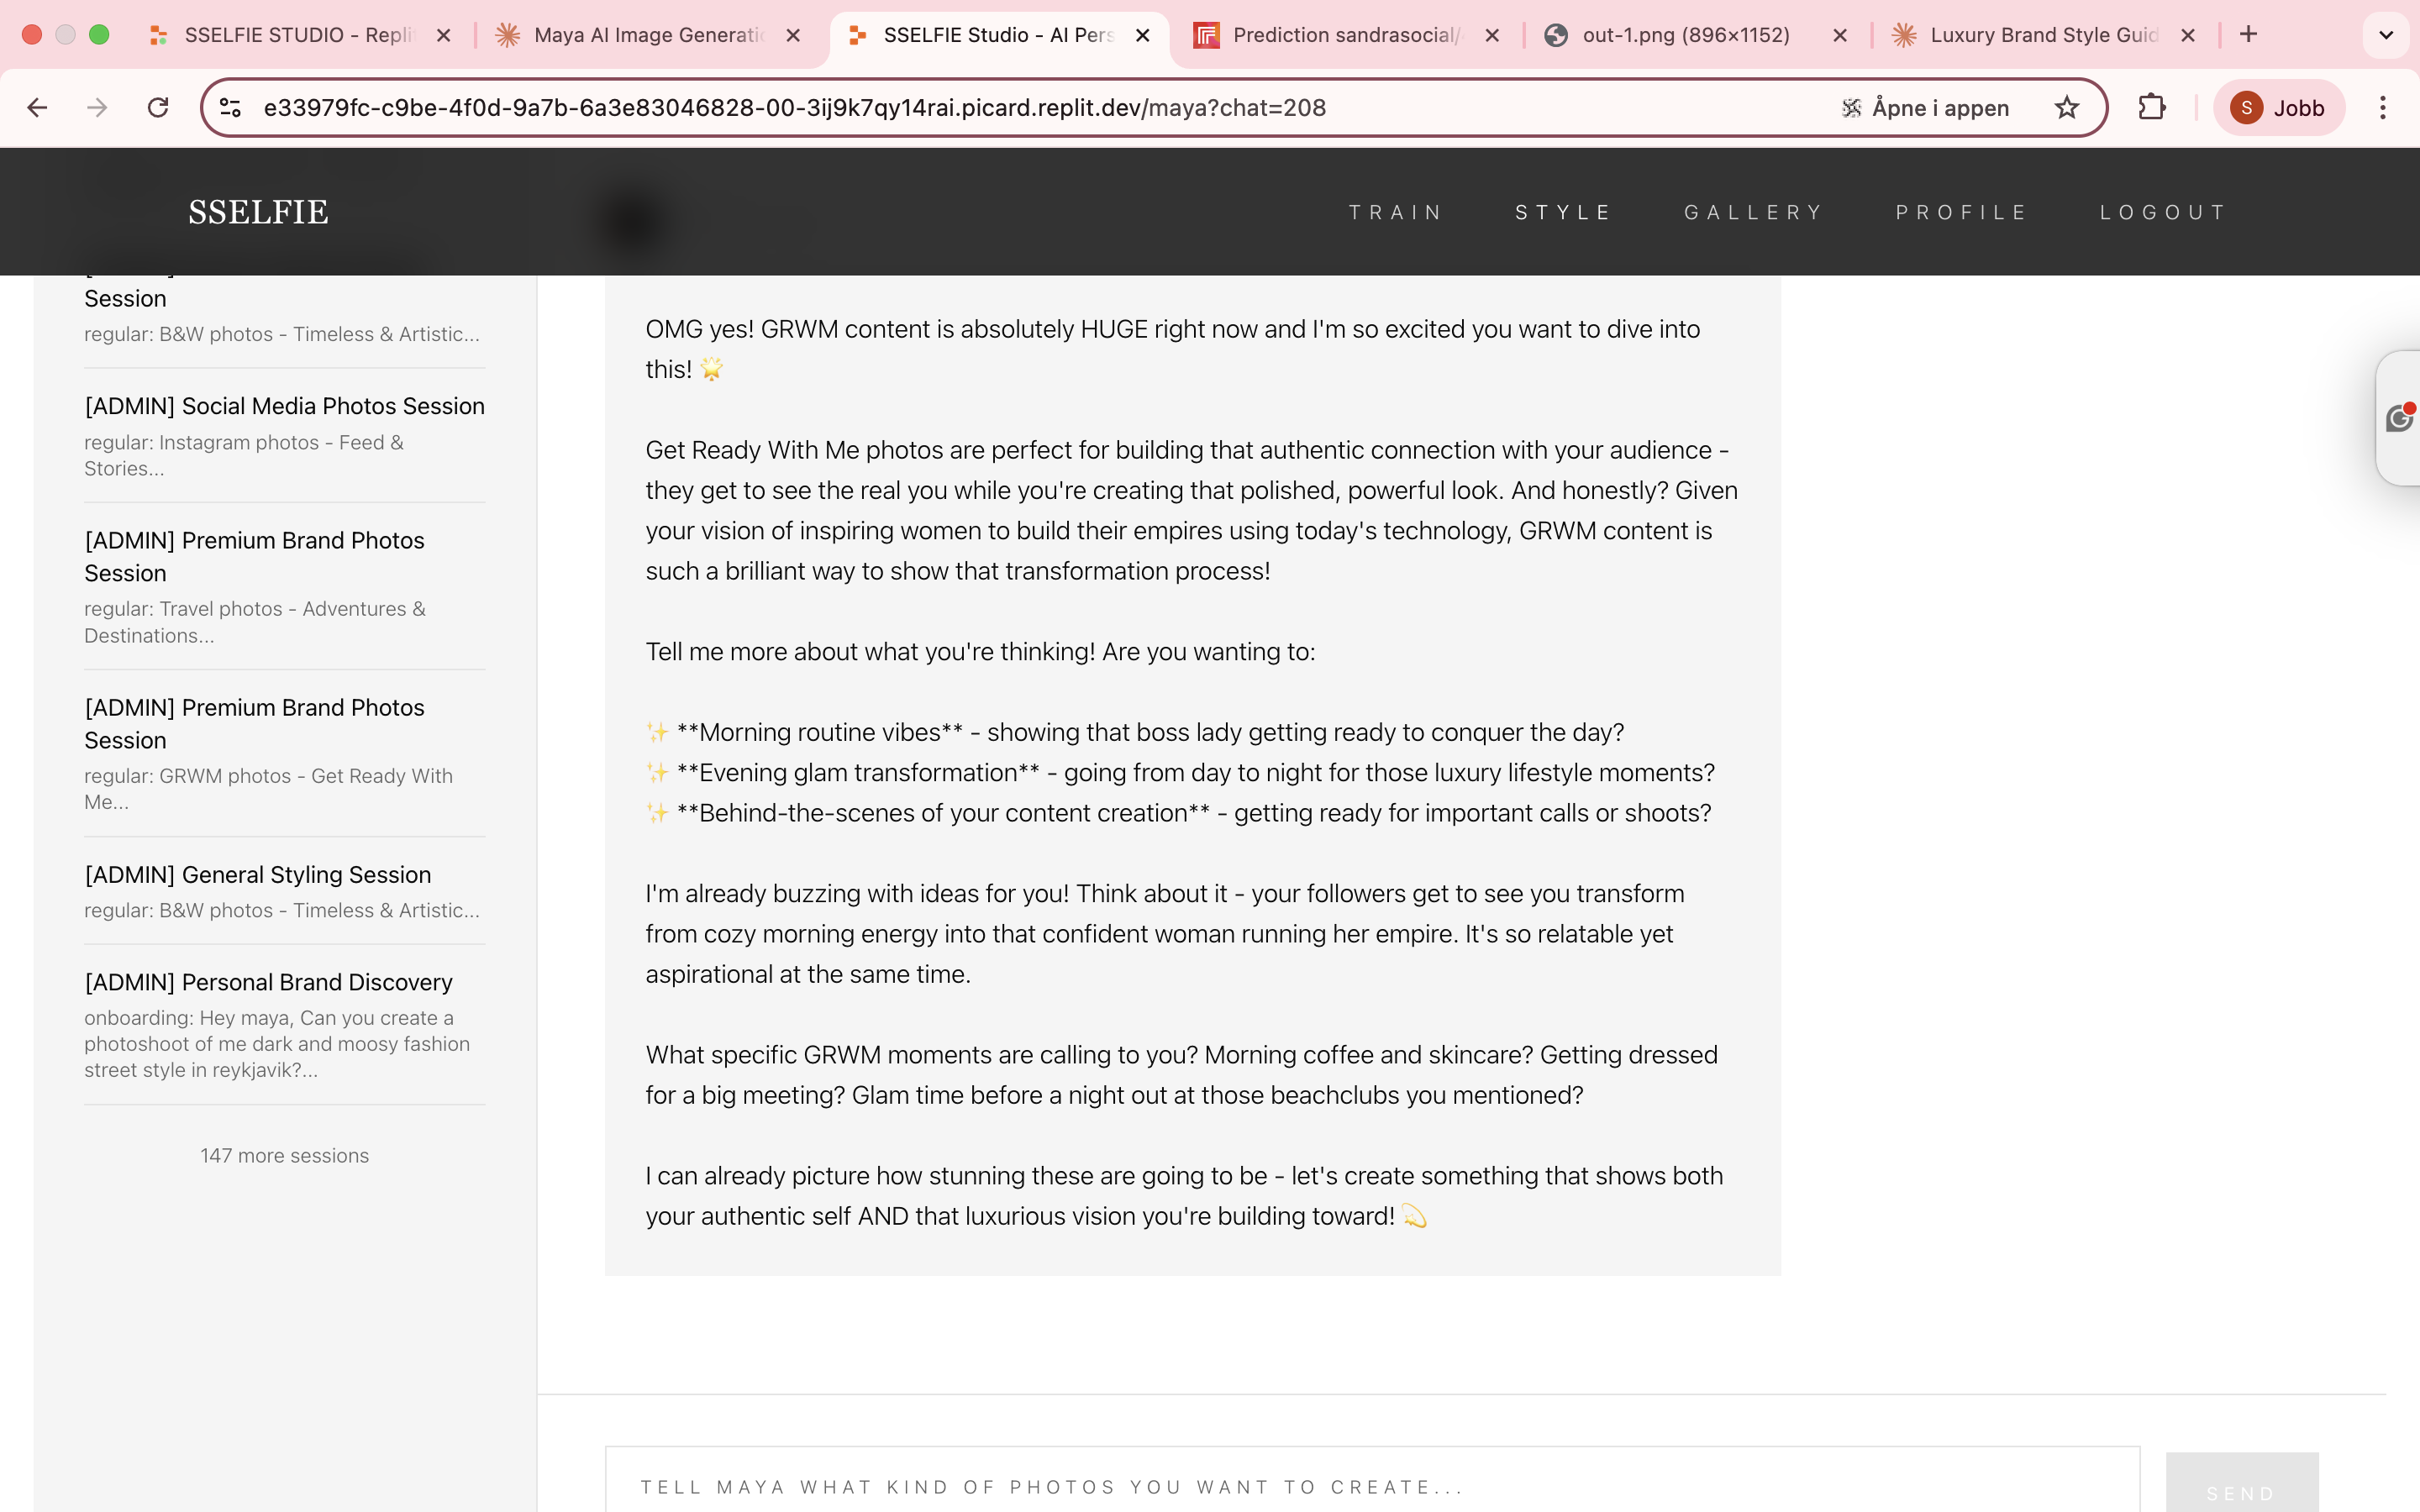 SSELFIE STUDIO - Repli
Maya AI Image Generatio
SSELFIE Studio - AI Pers
Prediction sandrasocial/
out-1.png (896×1152)
Luxury Brand Style Guid
e33979fc-c9be-4f0d-9a7b-6a3e83046828-00-3ij9k7qy14rai.picard.replit.dev/maya?chat=208
Åpne i appen
S
Jobb
SSELFIE
TRAIN
STYLE
GALLERY
PROFILE
LOGOUT
Session
regular: B&W photos - Timeless & Artistic...
[ADMIN] Social Media Photos Session
regular: Instagram photos - Feed &
Stories...
[ADMIN] Premium Brand Photos
Session
regular: Travel photos - Adventures &
Destinations...
[ADMIN] Premium Brand Photos
Session
regular: GRWM photos - Get Ready With
Me...
[ADMIN] General Styling Session
regular: B&W photos - Timeless & Artistic...
[ADMIN] Personal Brand Discovery
onboarding: Hey maya, Can you create a
photoshoot of me dark and moosy fashion
street style in reykjavik?...
147 more sessions
OMG yes! GRWM content is absolutely HUGE right now and I'm so excited you want to dive into
this! 🌟
Get Ready With Me photos are perfect for building that authentic connection with your audience -
they get to see the real you while you're creating that polished, powerful look. And honestly? Given
your vision of inspiring women to build their empires using today's technology, GRWM content is
such a brilliant way to show that transformation process!
Tell me more about what you're thinking! Are you wanting to:
✨ **Morning routine vibes** - showing that boss lady getting ready to conquer the day?
✨ **Evening glam transformation** - going from day to night for those luxury lifestyle moments?
✨ **Behind-the-scenes of your content creation** - getting ready for important calls or shoots?
I'm already buzzing with ideas for you! Think about it - your followers get to see you transform
from cozy morning energy into that confident woman running her empire. It's so relatable yet
aspirational at the same time.
What specific GRWM moments are calling to you? Morning coffee and skincare? Getting dressed
for a big meeting? Glam time before a night out at those beachclubs you mentioned?
I can already picture how stunning these are going to be - let's create something that shows both
your authentic self AND that luxurious vision you're building toward! 💫
TELL MAYA WHAT KIND OF PHOTOS YOU WANT TO CREATE...
SEND